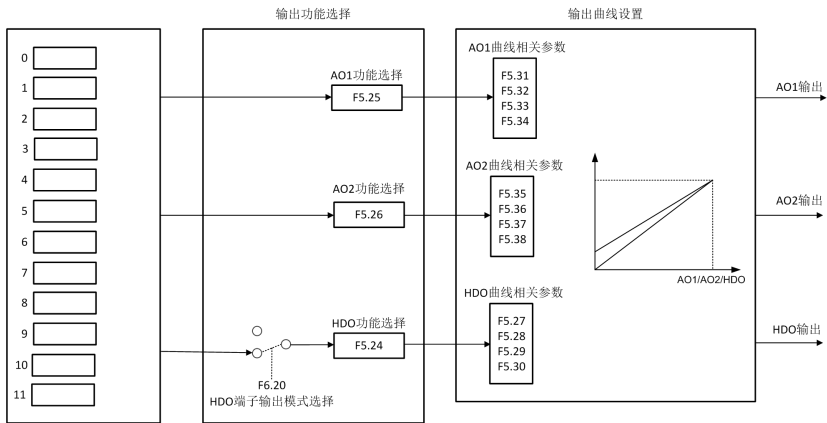 输出功能选择
输出曲线设置
0
1
2
3
4
5
6
7
8
9
10
11
AO1功能选择
F5.25
AO2功能选择
F5.26
HDO功能选择
F5.24
F6.20
HDO端子输出模式选择
AO1曲线相关参数
F5.31
F5.32
F5.33
F5.34
AO2曲线相关参数
F5.35
F5.36
F5.37
F5.38
HDO曲线相关参数
F5.27
F5.28
F5.29
F5.30
AO1/AO2/HDO
AO1输出
AO2输出
HDO输出